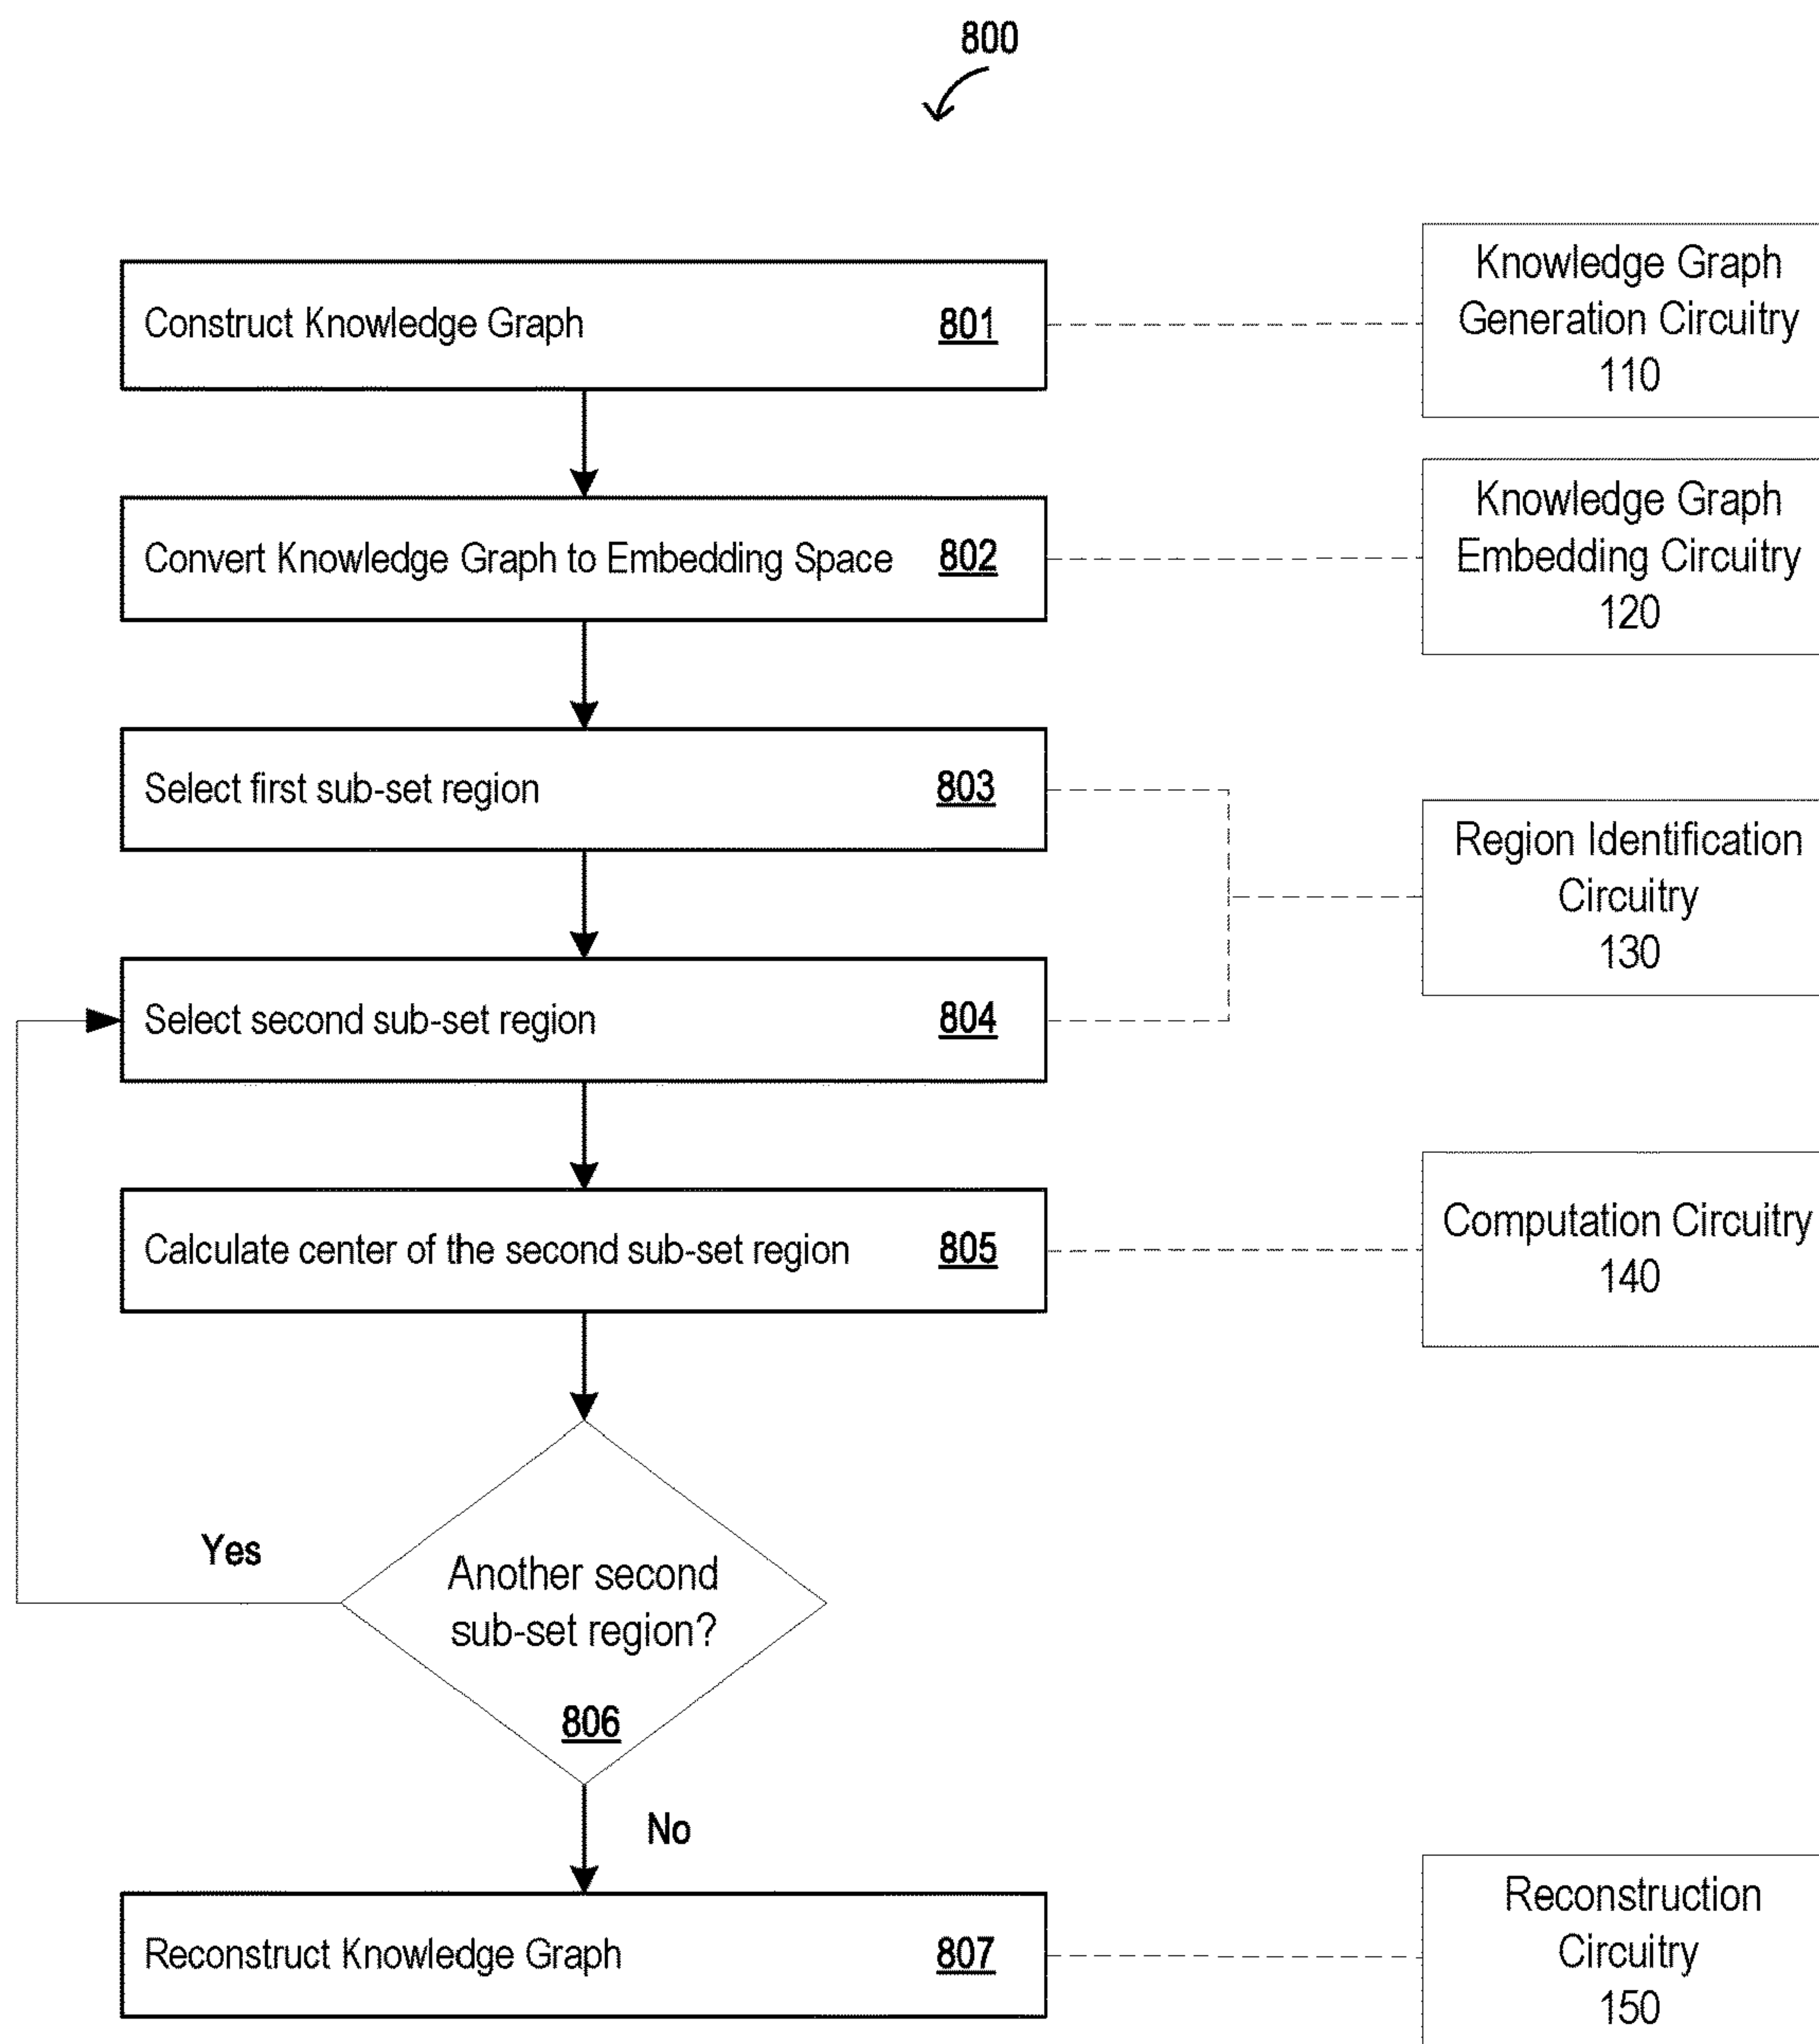 800
Construct Knowledge Graph 801
Knowledge Graph
Generation Circuitry
110
Convert Knowledge Graph to Embedding Space 802
Knowledge Graph
Embedding Circuitry
120
Select first sub-set region 803
Region Identification
Circuitry
130
Select second sub-set region 804
Calculate center of the second sub-set region 805
Computation Circuitry
140
Yes
Another second
sub-set region?
806
No
Reconstruct Knowledge Graph 807
Reconstruction
Circuitry
150